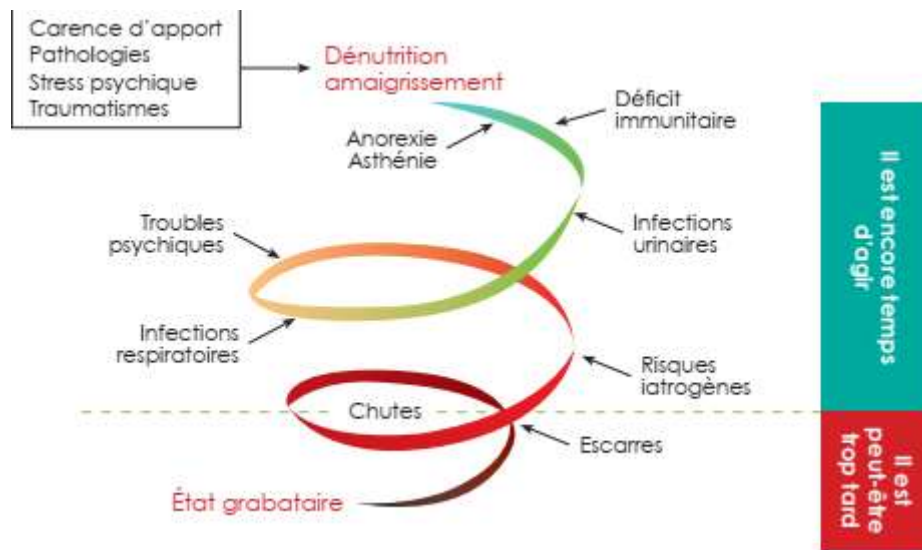 Carence d'apport
Pathologies
Stress psychique
Traumatismes
Dénutrition
amaigrissement
Déficit
immunitaire
Anorexie
Asthénie
Troubles
psychiques
Infections
urinaires
Infections
respiratoires
Risques
iatrogènes
Chutes
Escarres
État grabataire
Il est encore temps
d'agir
Il est
peut-être
trop tard